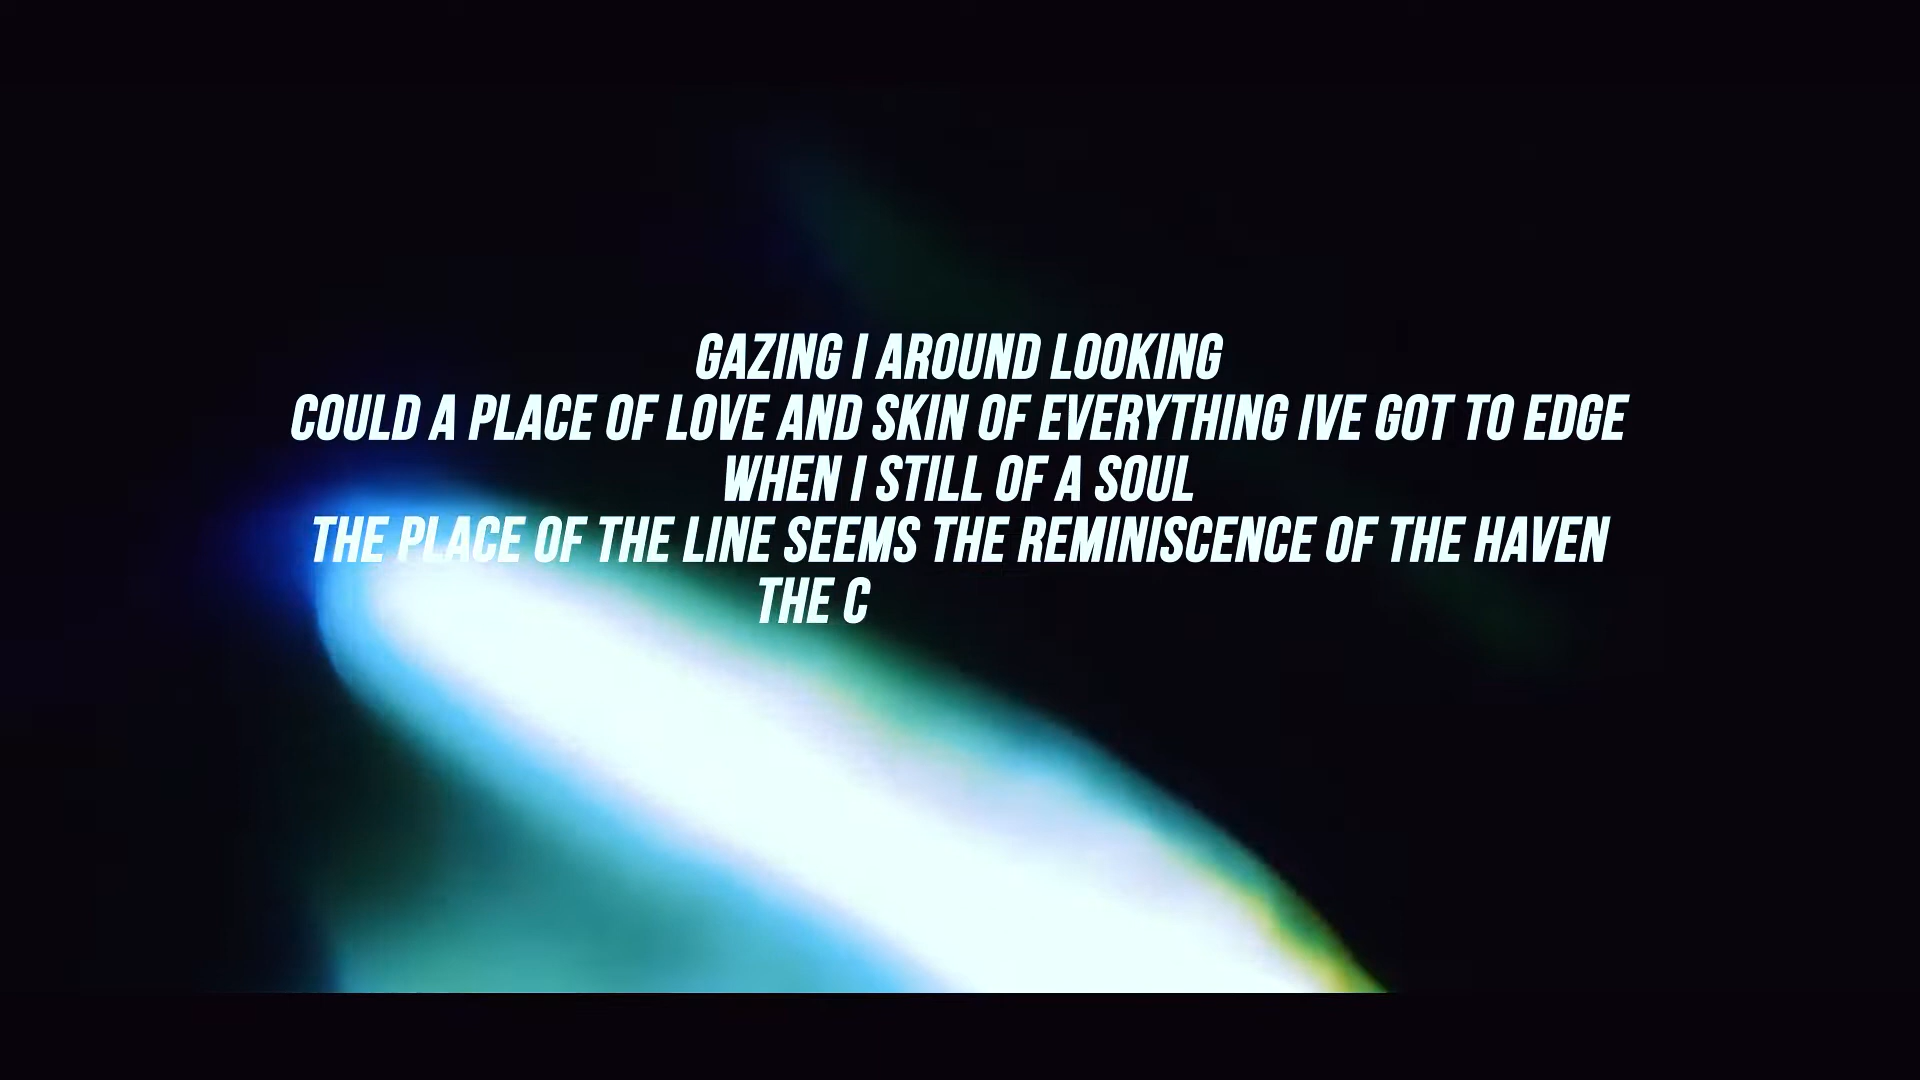 GAZING I AROUND LOOKING
COULD A PLACE OF LOVE AND SKIN OF EVERYTHING IVE GOT TO EDGE
WHEN I STILL OF A SOUL
THE PLACE OF THE LINE SEEMS THE REMINISCENCE OF THE HAVEN
THE C